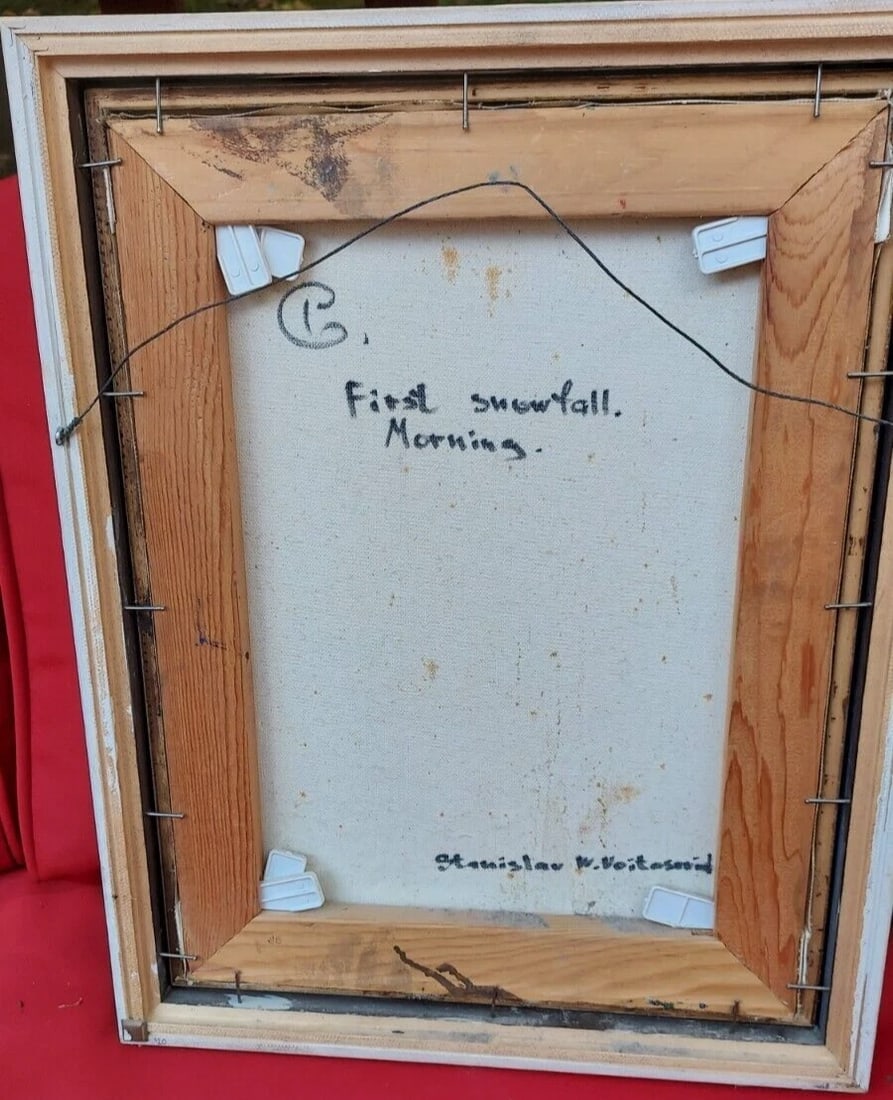 First snowfall.
Morning.
Stanislav W.